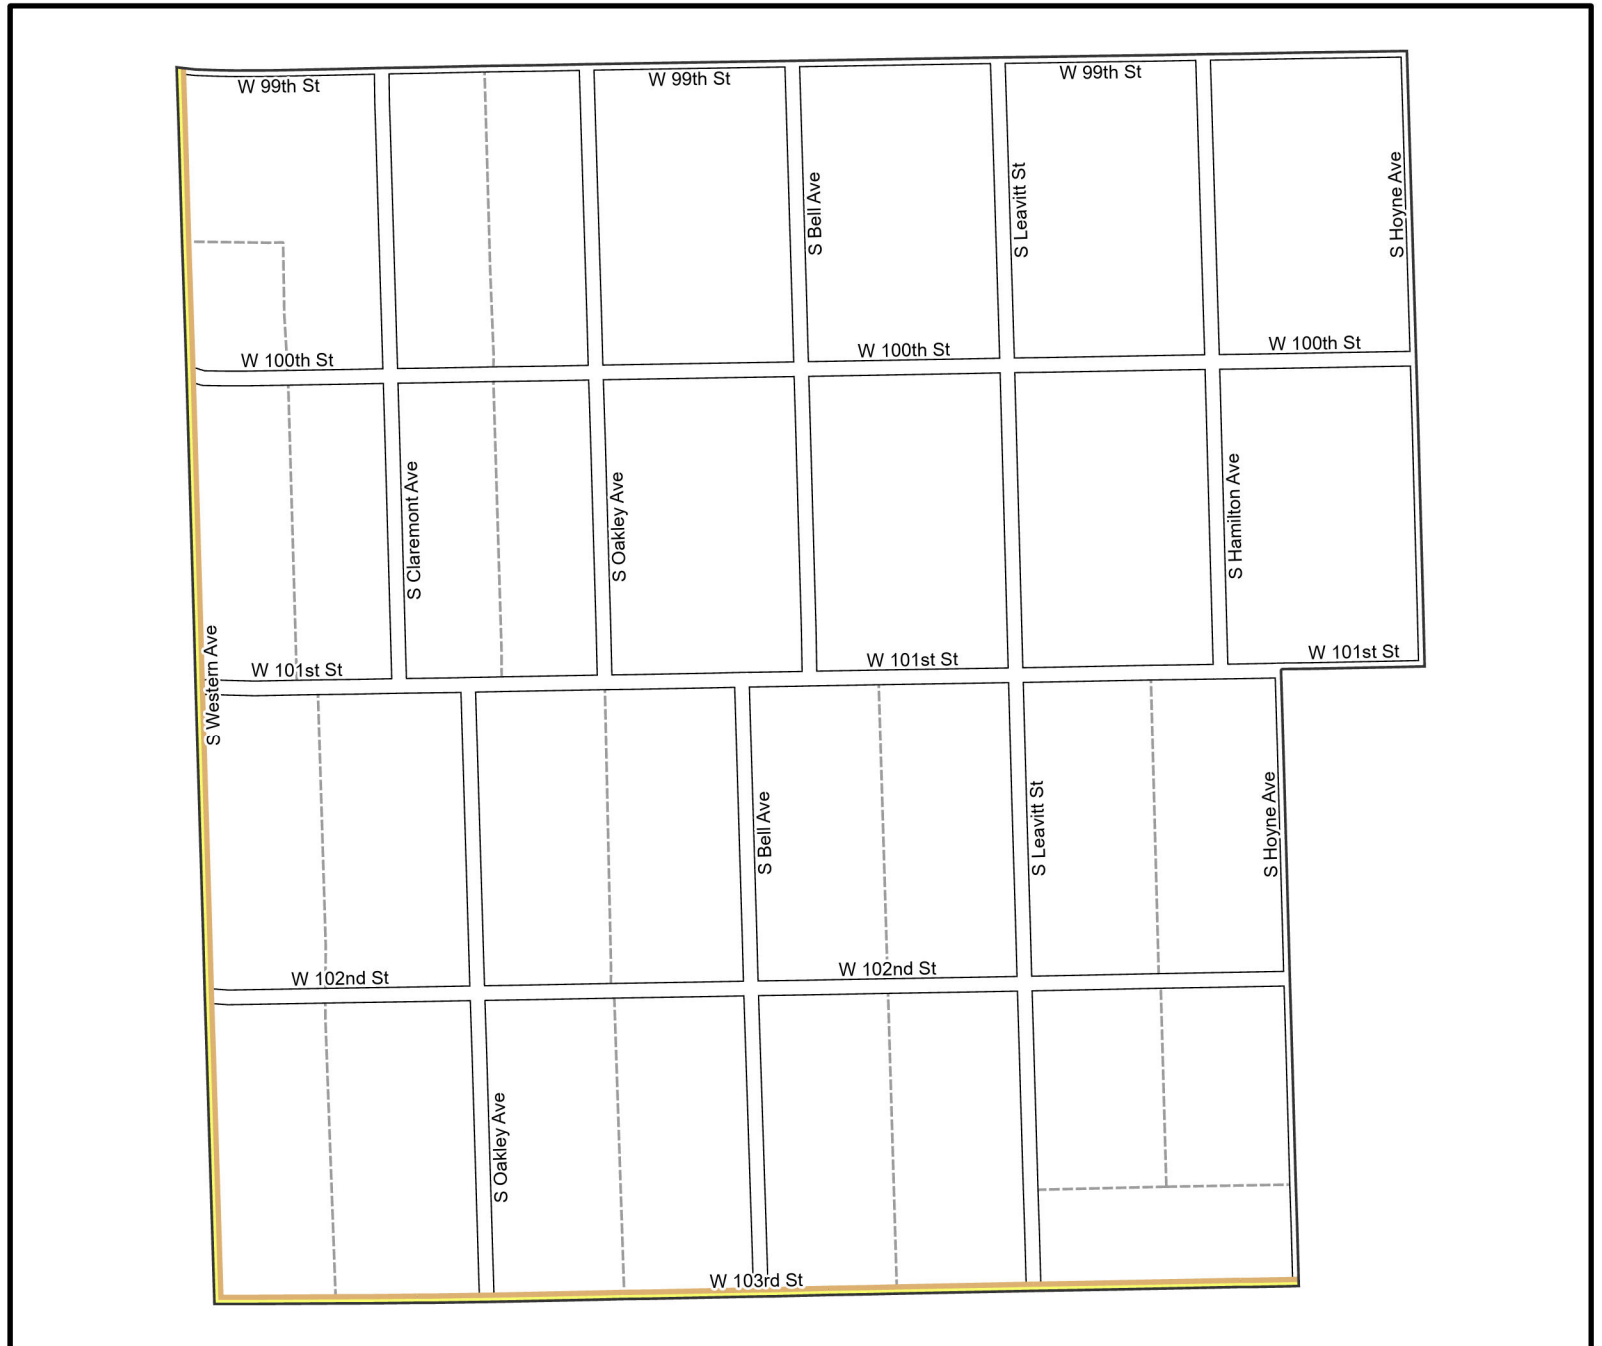 W 99th St
W 99th St
W 99th St
S Bell Ave
S Leavitt St
S Hoyne Ave
W 100th St
W 100th St
W 100th St
S Claremont Ave
S Oakley Ave
S Hamilton Ave
S Western Ave
W 101st St
W 101st St
W 101st St
S Bell Ave
S Leavitt St
S Hoyne Ave
W 102nd St
W 102nd St
S Oakley Ave
W 103rd St